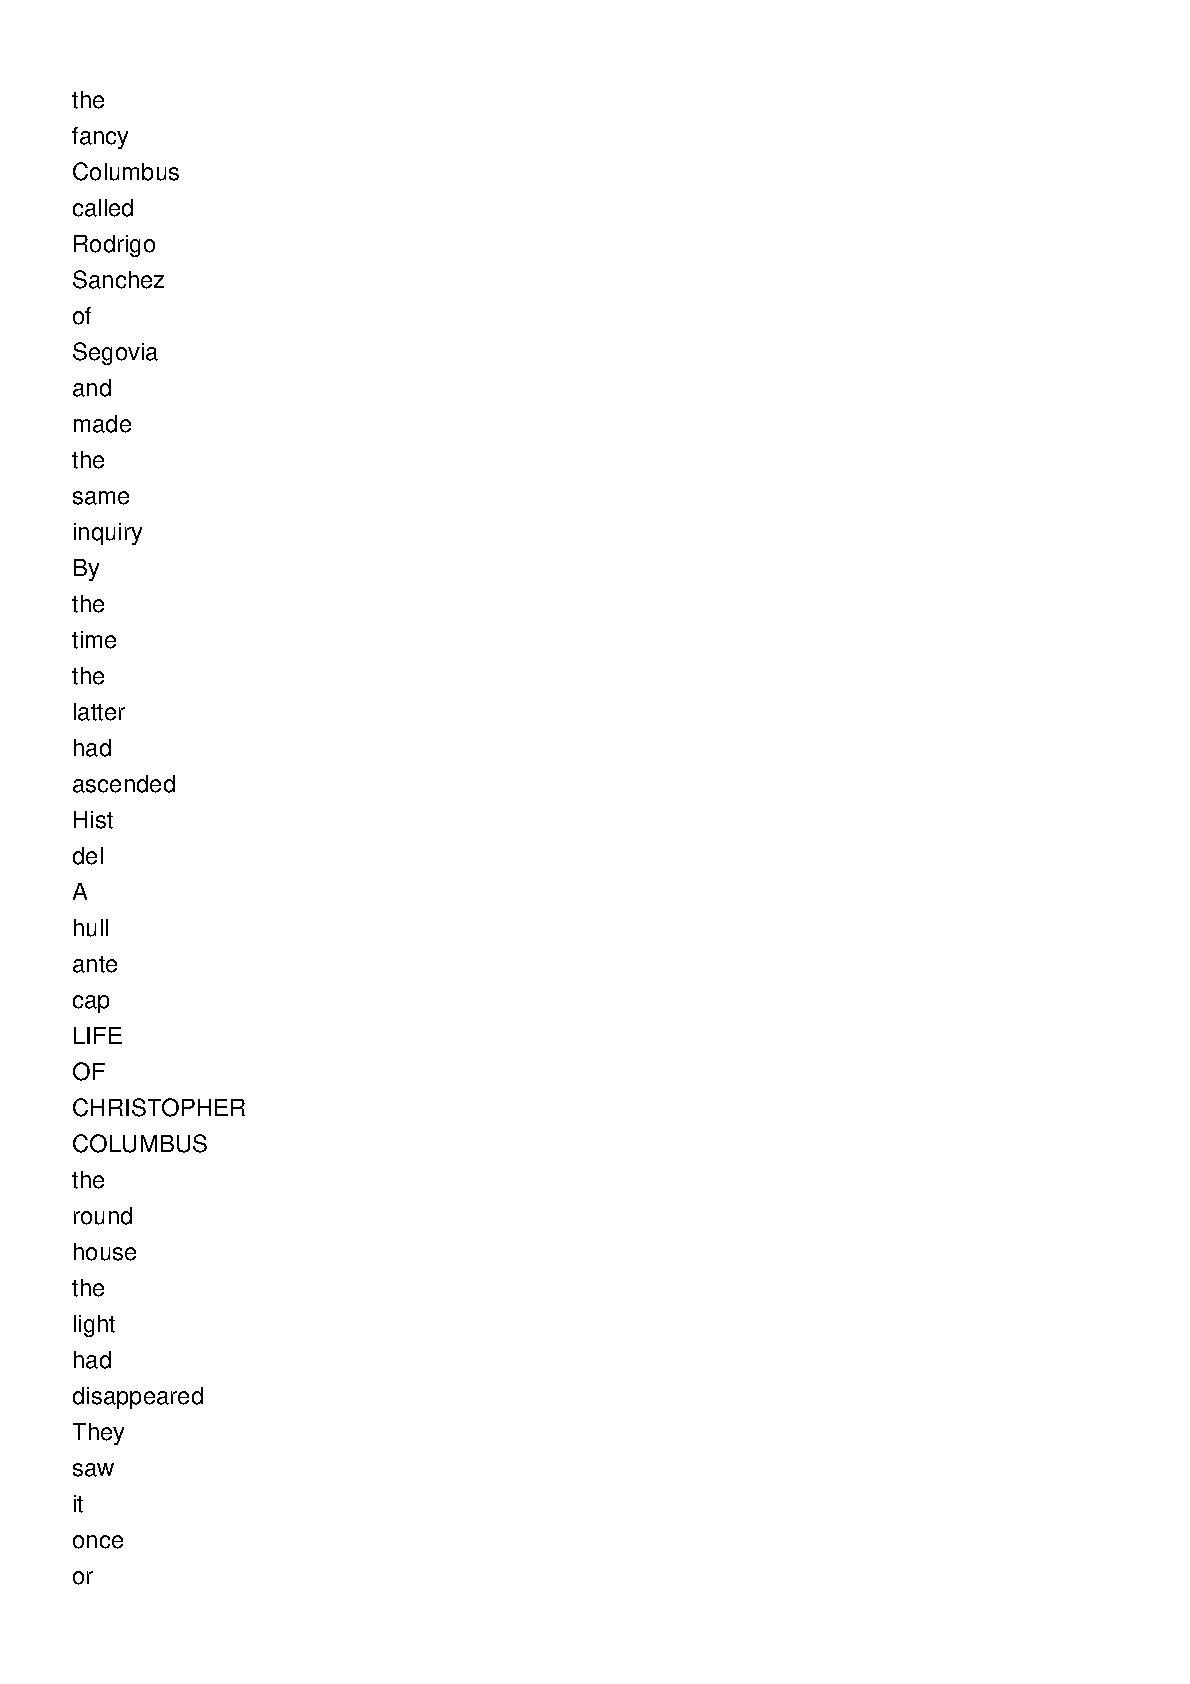 the
fancy
Columbus
called
Rodrigo
Sanchez
of
Segovia
and
made
the
same
inquiry
By
the
time
the
latter
had
ascended
Hist
del
A
hull
ante
cap
LIFE
OF
CHRISTOPHER
COLUMBUS
the
round
house
the
light
had
disappeared
They
saw
it
once
or